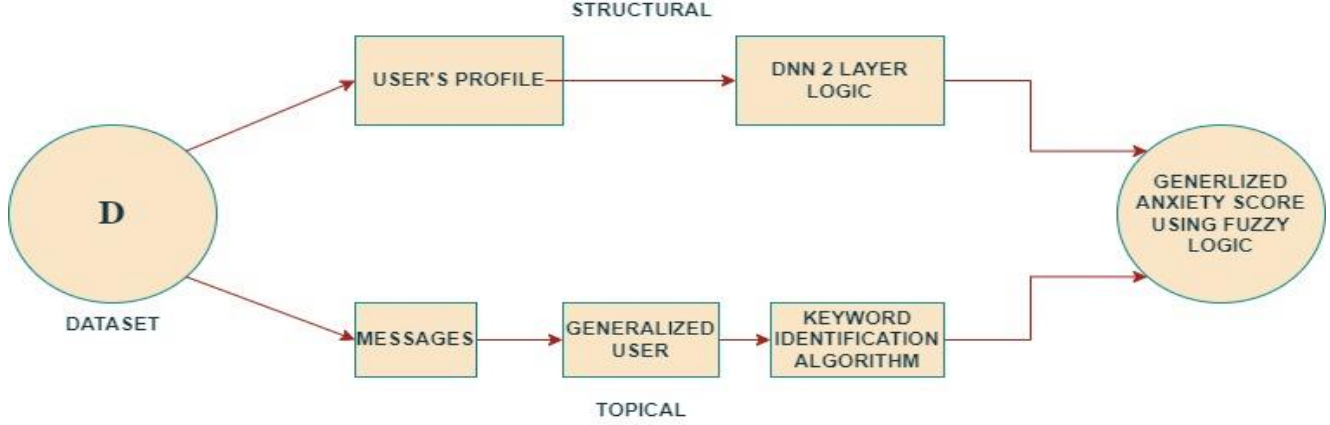 STRUCTURAL
USER'S PROFILE
DNN 2 LAYER
LOGIC
D
DATASET
GENERLIZED
ANXIETY SCORE
USING FUZZY
LOGIC
MESSAGES
GENERALIZED
USER
KEYWORD
IDENTIFICATION
ALGORITHM
TOPICAL